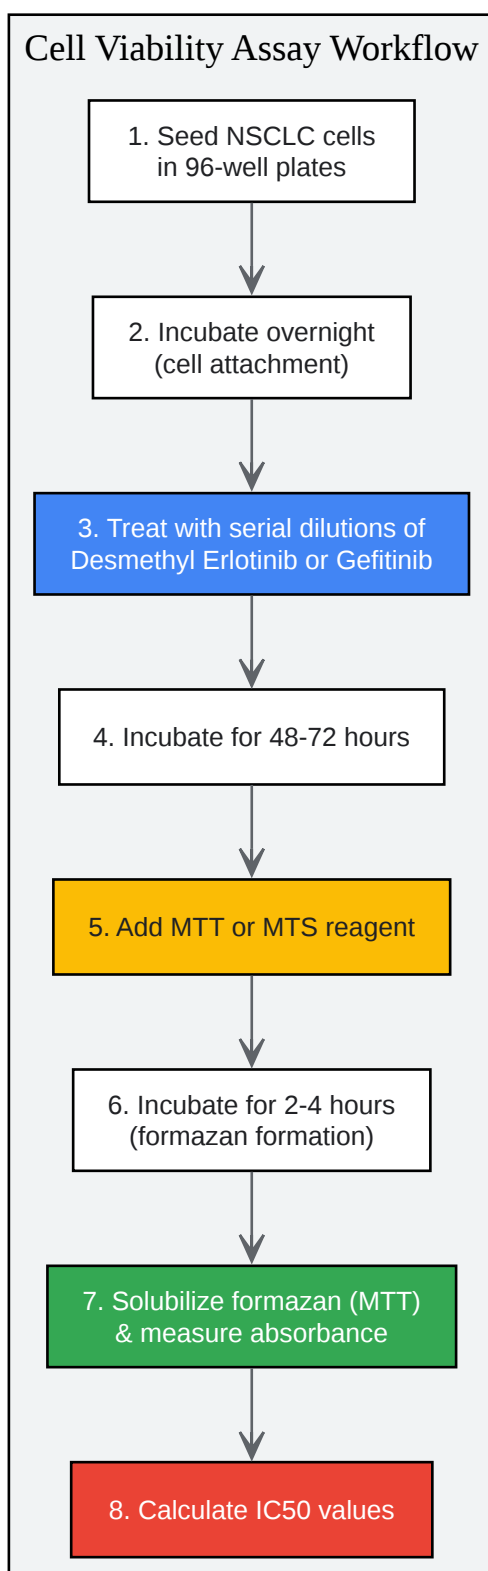 Cell Viability Assay Workflow
1. Seed NSCLC cells
in 96-well plates
2. Incubate overnight
(cell attachment)
3. Treat with serial dilutions of
Desmethyl Erlotinib or Gefitinib
4. Incubate for 48-72 hours
5. Add MTT or MTS reagent
6. Incubate for 2-4 hours
(formazan formation)
7. Solubilize formazan (MTT)
& measure absorbance
8. Calculate IC50 values